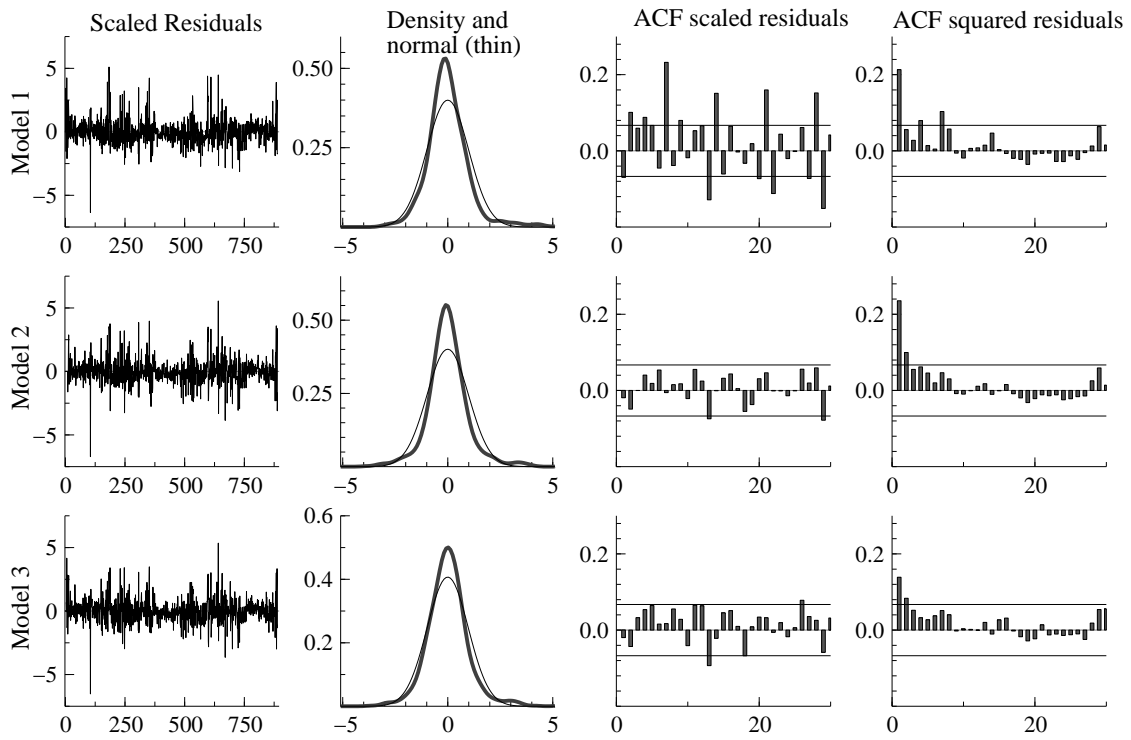 Scaled Residuals
Density and
normal (thin)
ACF scaled residuals
ACF squared residuals
Model 1
5
0
−5
0 250 500 750
0.50
0.25
−5 0 5
0.2
0.0
0 20
0.2
0.0
0 20
Model 2
5
0
−5
0 250 500 750
0.50
0.25
−5 0 5
0.2
0.0
0 20
0.2
0.0
0 20
Model 3
5
0
−5
0 250 500 750
0.6
0.4
0.2
−5 0 5
0.2
0.0
0 20
0.2
0.0
0 20